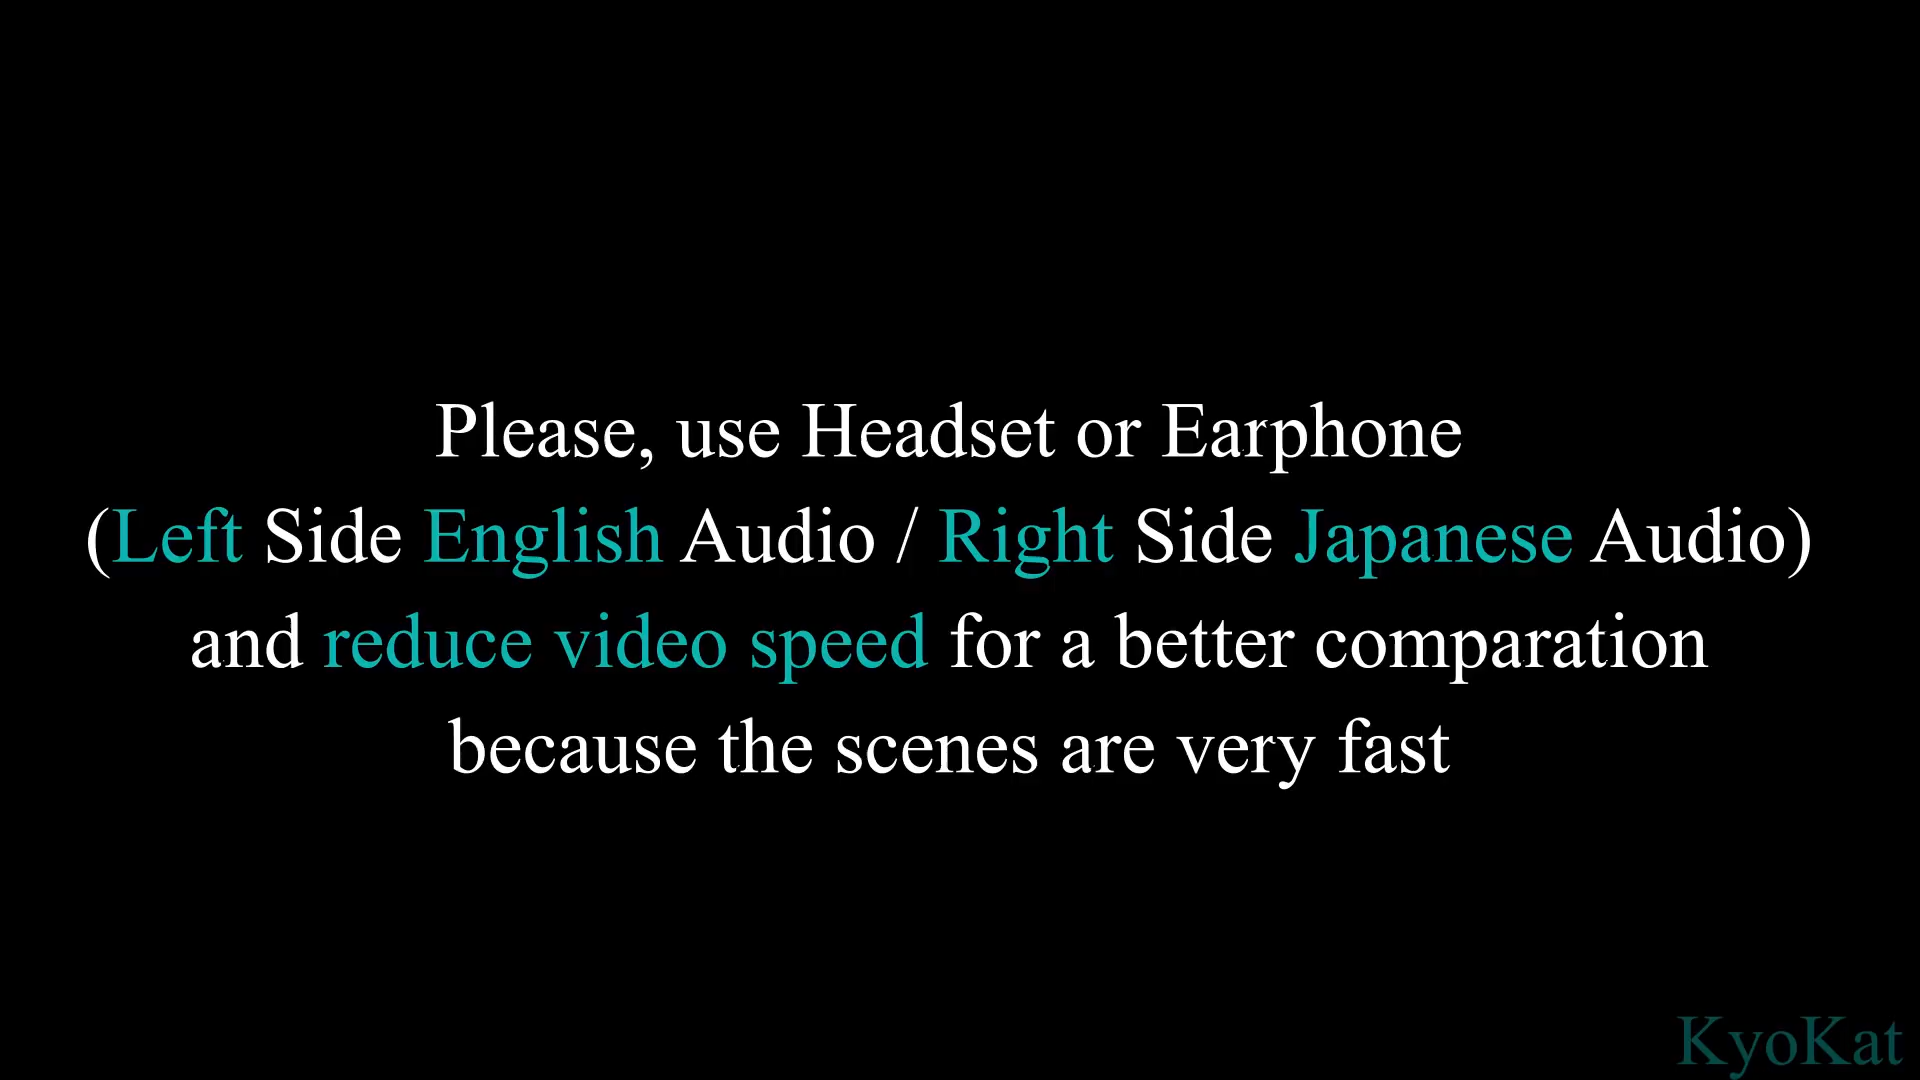 Please, use Headset or Earphone
(Left Side English Audio / Right Side Japanese Audio)
and reduce video speed for a better comparation
because the scenes are very fast
KyoKat